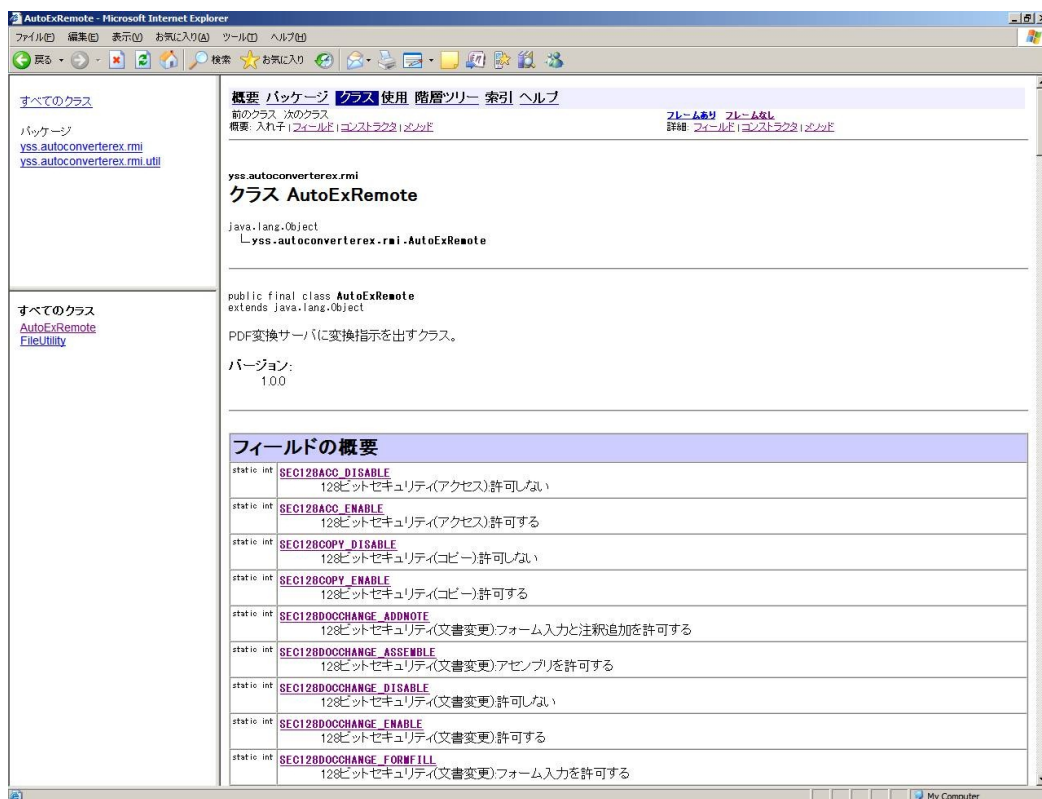 AutoExRemote - Microsoft Internet Explorer
ファイル(F) 編集(E) 表示(V) お気に入り(A) ツール(T) ヘルプ(H)
戻る 検索 お気に入り
すべてのクラス
パッケージ
yss.autoconverterex.rmi
yss.autoconverterex.rmi.util
すべてのクラス
AutoExRemote
FileUtility
概要 パッケージ クラス 使用 階層ツリー 索引 ヘルプ
前のクラス 次のクラス フレームあり フレームなし
概要: 入れ子 | フィールド | コンストラクタ | メソッド 詳細: フィールド | コンストラクタ | メソッド
yss.autoconverterex.rmi
クラス AutoExRemote
java.lang.Object
yss.autoconverterex.rmi.AutoExRemote
public final class AutoExRemote
extends java.lang.Object
PDF変換サーバに変換指示を出すクラス。
バージョン:
1.0.0
フィールドの概要
static int SEC128ACC_DISABLE
128ビットセキュリティ(アクセス):許可しない
static int SEC128ACC_ENABLE
128ビットセキュリティ(アクセス):許可する
static int SEC128COPY_DISABLE
128ビットセキュリティ(コピー):許可しない
static int SEC128COPY_ENABLE
128ビットセキュリティ(コピー):許可する
static int SEC128DOCCHANGE_ADDNOTE
128ビットセキュリティ(文書変更):フォーム入力と注釈追加を許可する
static int SEC128DOCCHANGE_ASSEMBLE
128ビットセキュリティ(文書変更):アセンブリを許可する
static int SEC128DOCCHANGE_DISABLE
128ビットセキュリティ(文書変更):許可しない
static int SEC128DOCCHANGE_ENABLE
128ビットセキュリティ(文書変更):許可する
static int SEC128DOCCHANGE_FORMFILL
128ビットセキュリティ(文書変更):フォーム入力を許可する
My Computer